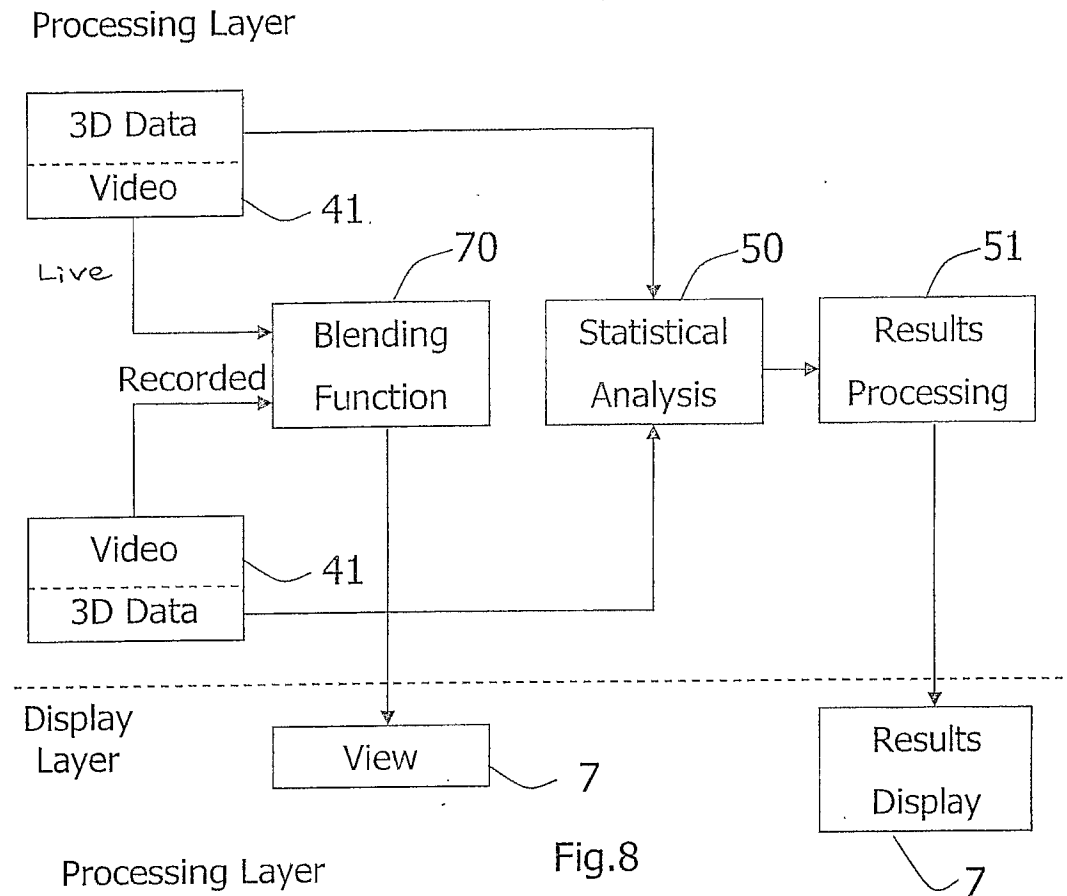 Processing Layer
3D Data
Video
41
Live
70
50
51
Blending
Function
Statistical
Analysis
Results
Processing
Recorded
Video
3D Data
41
Display
Layer
View
7
Results
Display
7
Processing Layer
Fig.8